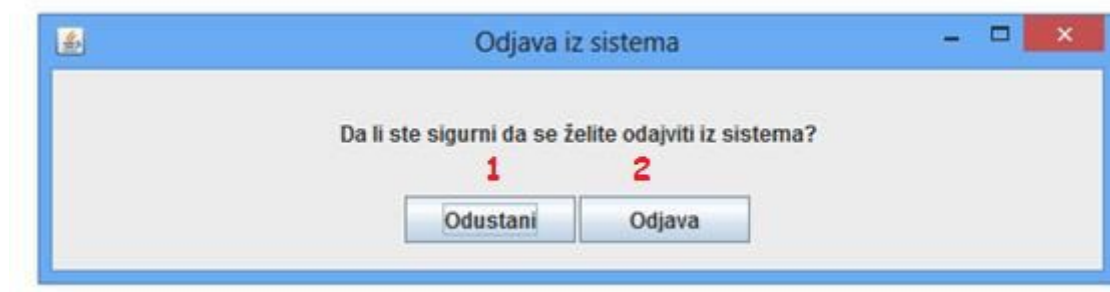 Odjava iz sistema
Da li ste sigurni da se želite odajviti iz sistema?
1 2
Odustani Odjava